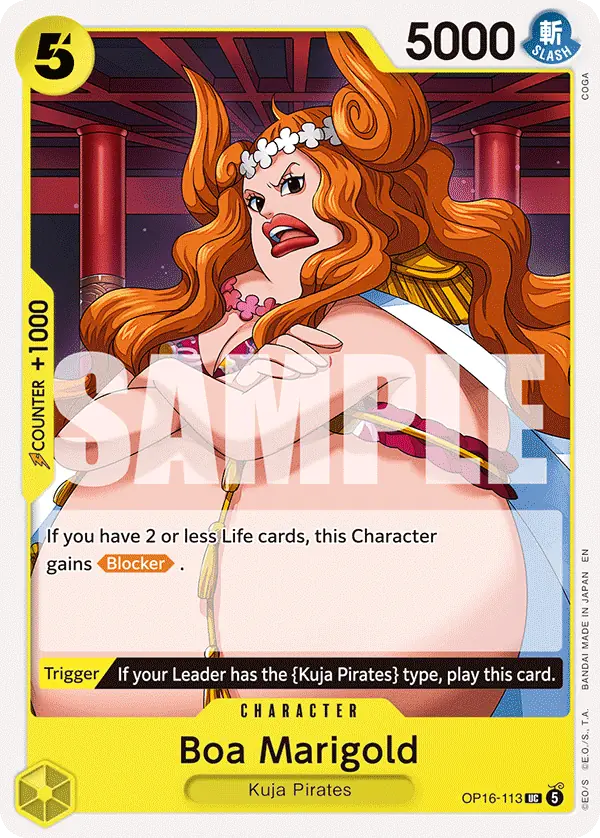 5
5000
斬
SLASH
COGA
COUNTER +1000
SAMPLE
If you have 2 or less Life cards, this Character
gains Blocker .
Trigger If your Leader has the {Kuja Pirates} type, play this card.
CHARACTER
Boa Marigold
Kuja Pirates
OP16-113 UC 5
©EO/S ©E.O./S., T.A. BANDAI MADE IN JAPAN EN